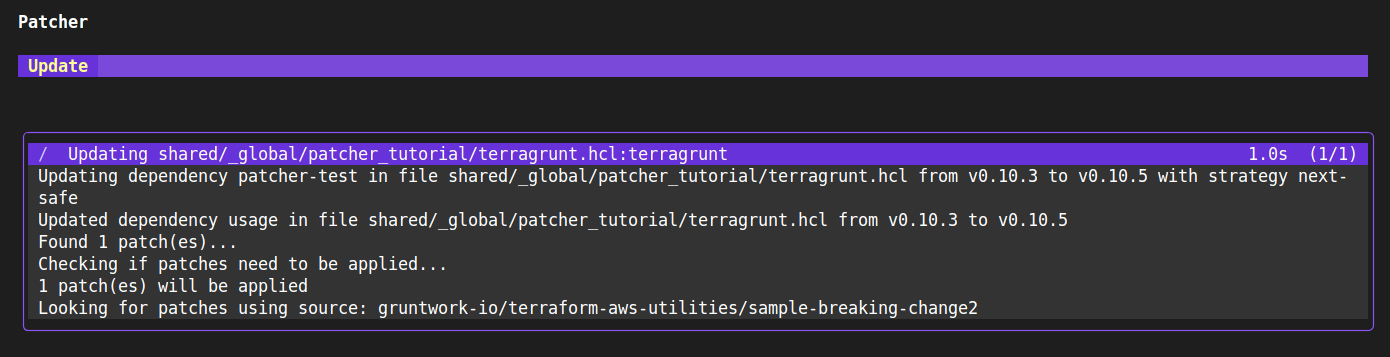 Patcher
Update
/ Updating shared/_global/patcher_tutorial/terragrunt.hcl:terragrunt 1.0s (1/1)
Updating dependency patcher-test in file shared/_global/patcher_tutorial/terragrunt.hcl from v0.10.3 to v0.10.5 with strategy next-
safe
Updated dependency usage in file shared/_global/patcher_tutorial/terragrunt.hcl from v0.10.3 to v0.10.5
Found 1 patch(es)...
Checking if patches need to be applied...
1 patch(es) will be applied
Looking for patches using source: gruntwork-io/terraform-aws-utilities/sample-breaking-change2